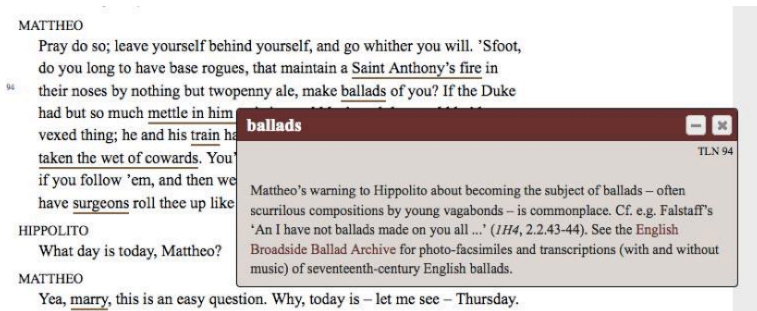 MATTHEO
Pray do so; leave yourself behind yourself, and go whither you will. ’Sfoot,
do you long to have base rogues, that maintain a Saint Anthony’s fire in
94 their noses by nothing but twopenny ale, make ballads of you? If the Duke
had but so much mettle in him
vexed thing; he and his train
taken the wet of cowards. You’
if you follow ’em, and then we
have surgeons roll thee up like
ballads
TLN 94
Mattheo’s warning to Hippolito about becoming the subject of ballads – often
scurrilous compositions by young vagabonds – is commonplace. Cf. e.g. Falstaff’s
‘An I have not ballads made on you all ...’ (1H4, 2.2.43-44). See the English
Broadside Ballad Archive for photo-facsimiles and transcriptions (with and without
music) of seventeenth-century English ballads.
HIPPOLITO
What day is today, Mattheo?
MATTHEO
Yea, marry, this is an easy question. Why, today is – let me see – Thursday.